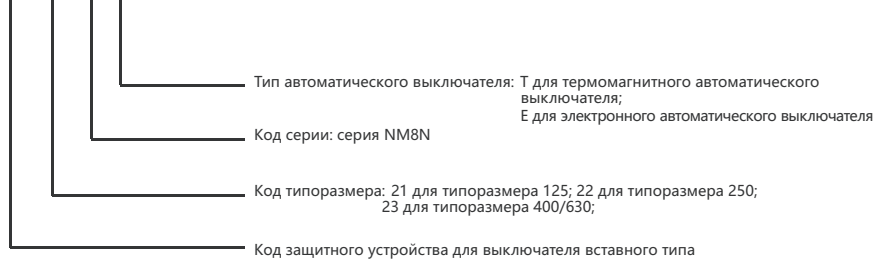 Тип автоматического выключателя: Т для термомагнитного автоматического
выключателя;
Е для электронного автоматического выключателя
Код серии: серия NM8N
Код типоразмера: 21 для типоразмера 125; 22 для типоразмера 250;
23 для типоразмера 400/630;
Код защитного устройства для выключателя вставного типа